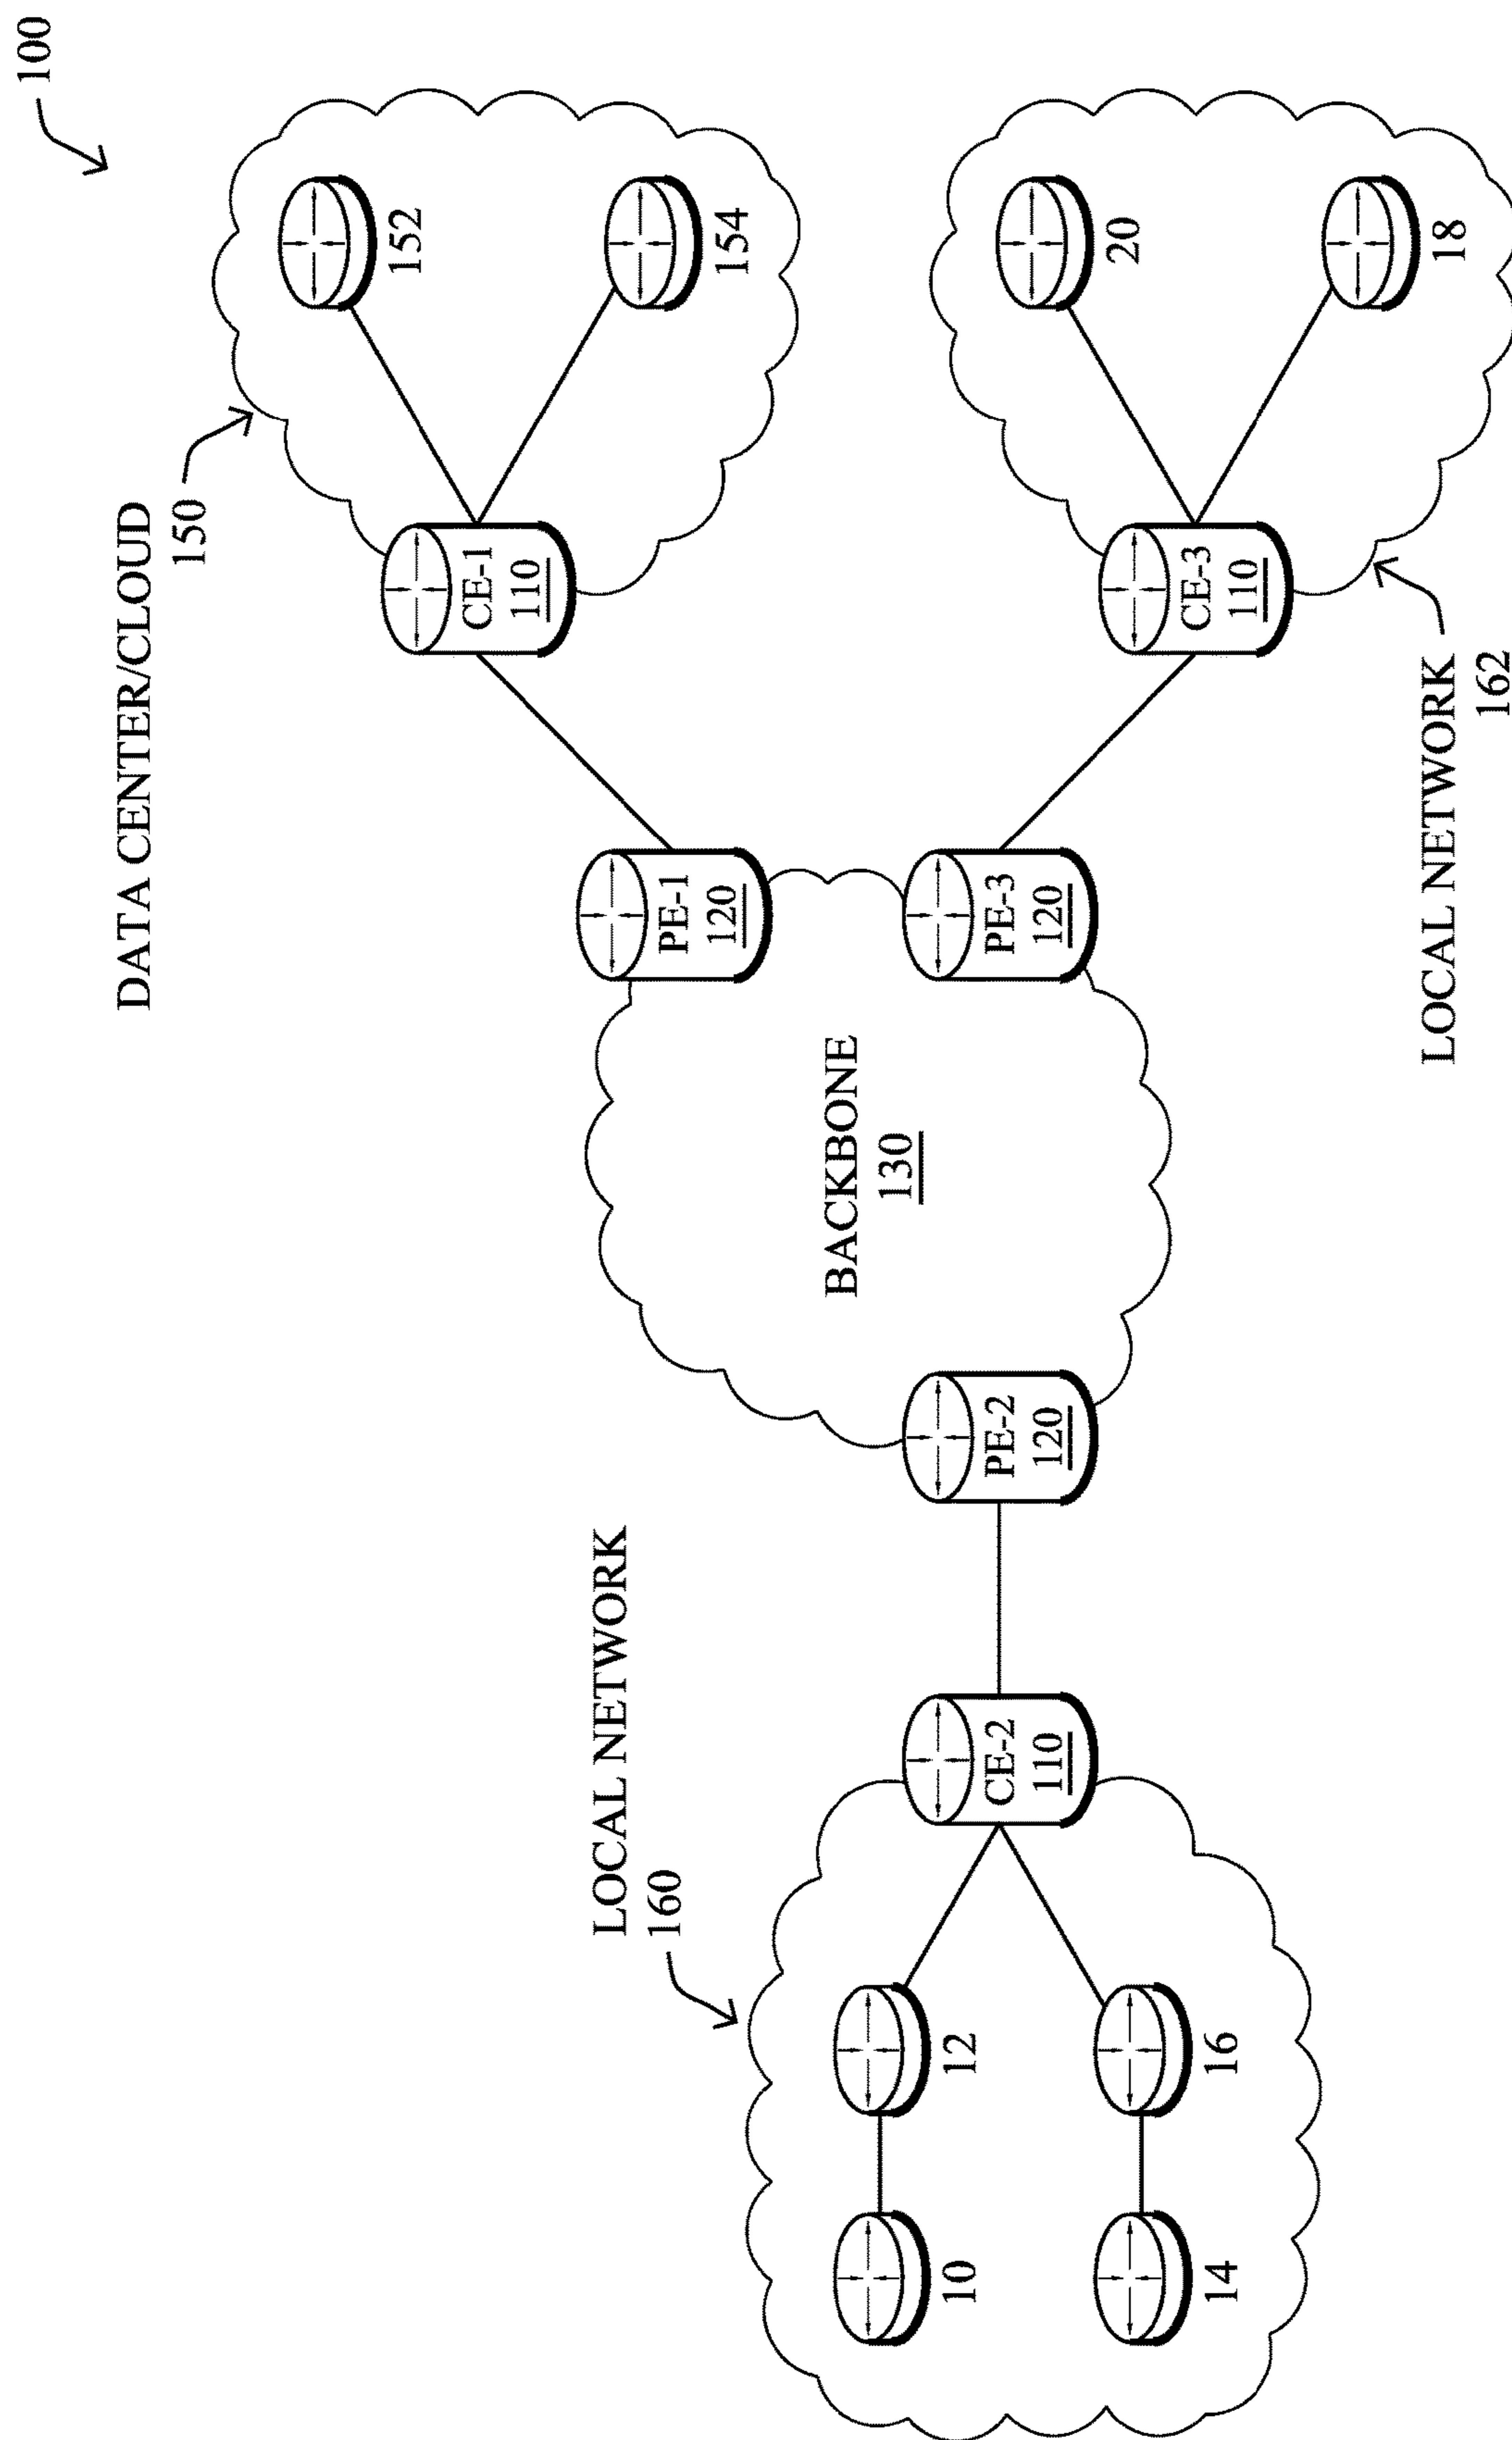 100
DATA CENTER/CLOUD
150
152
CE-1
110
154
PE-1
120
LOCAL NETWORK
160
BACKBONE
130
10
12
CE-2
110
PE-2
120
PE-3
120
20
14
16
CE-3
110
18
LOCAL NETWORK
162